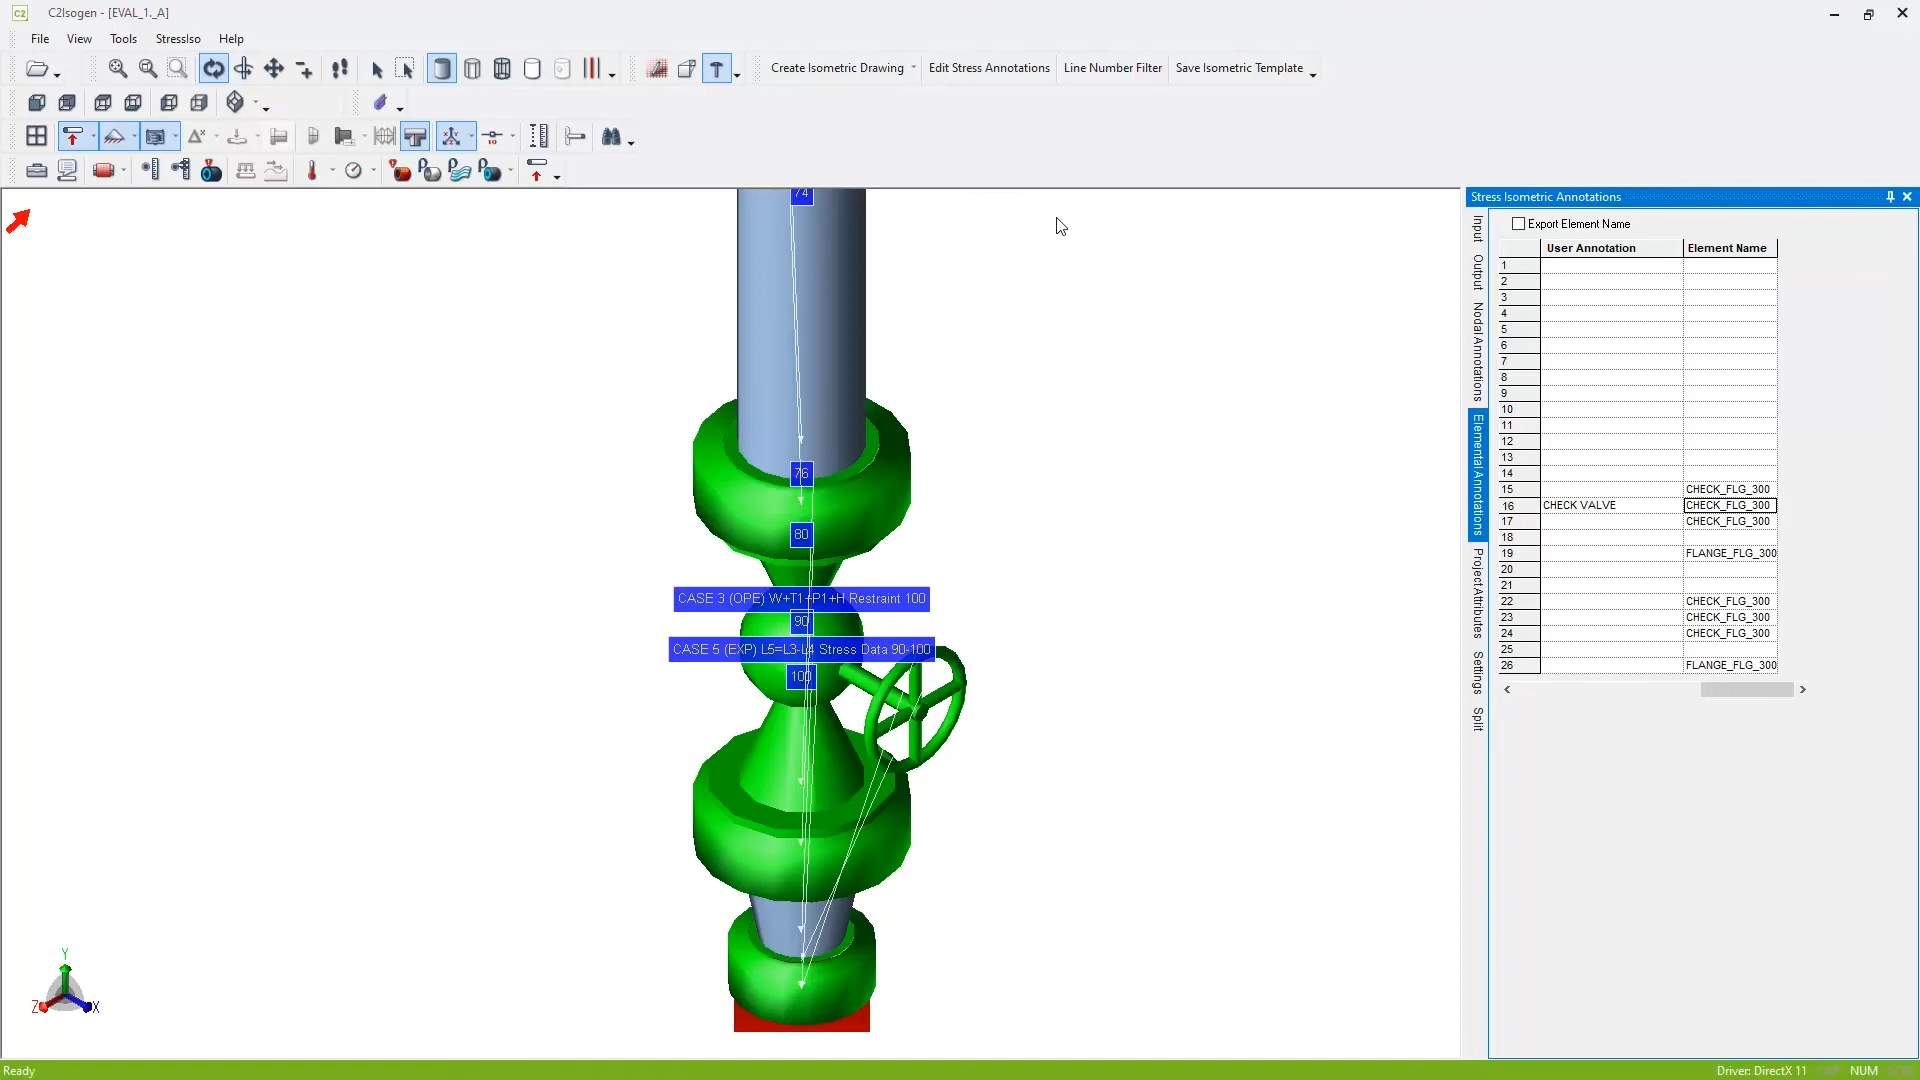 C2 C2Isogen - [EVAL_1._A]
File View Tools StressIso Help
Create Isometric Drawing Edit Stress Annotations Line Number Filter Save Isometric Template
Stress Isometric Annotations
Input
Output
Nodal Annotations
Elemental Annotations
Project Attributes
Settings
Split
Export Element Name
User Annotation Element Name
1
2
3
4
5
6
7
8
9
10
11
12
13
14
15 CHECK_FLG_300
16 CHECK VALVE CHECK_FLG_300
17 CHECK_FLG_300
18
19 FLANGE_FLG_300
20
21
22 CHECK_FLG_300
23 CHECK_FLG_300
24 CHECK_FLG_300
25
26 FLANGE_FLG_300
74
76
80
CASE 3 (OPE) W+T1+P1+H Restraint 100
90
CASE 5 (EXP) L5=L3-L4 Stress Data 90-100
100
Y
Z X
Ready
Driver: DirectX 11 NUM